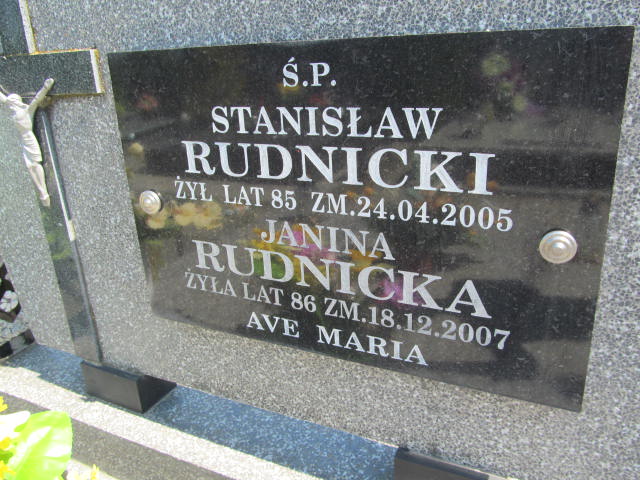 Ś.P.
STANISŁAW
RUDNICKI
ŻYŁ LAT 85 ZM.24.04.2005
JANINA
RUDNICKA
ŻYŁA LAT 86 ZM.18.12.2007
AVE MARIA